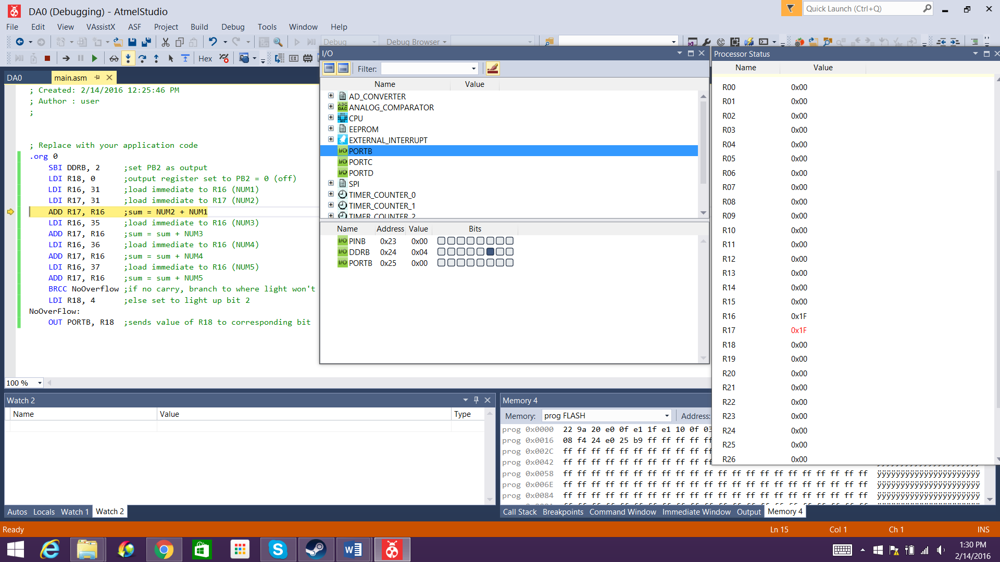 DA0 (Debugging) - AtmelStudio
Quick Launch (Ctrl+Q)
File Edit View VAssistX ASF Project Build Debug Tools Window Help
Debug Debug Browser
Hex
DA0 main.asm
; Created: 2/14/2016 12:25:46 PM
; Author : user
;
; Replace with your application code
.org 0
SBI DDRB, 2 ;set PB2 as output
LDI R18, 0 ;output register set to PB2 = 0 (off)
LDI R16, 31 ;load immediate to R16 (NUM1)
LDI R17, 31 ;load immediate to R17 (NUM2)
ADD R17, R16 ;sum = NUM2 + NUM1
LDI R16, 35 ;load immediate to R16 (NUM3)
ADD R17, R16 ;sum = sum + NUM3
LDI R16, 36 ;load immediate to R16 (NUM4)
ADD R17, R16 ;sum = sum + NUM4
LDI R16, 37 ;load immediate to R16 (NUM5)
ADD R17, R16 ;sum = sum + NUM5
BRCC NoOverflow ;if no carry, branch to where light won't
LDI R18, 4 ;else set to light up bit 2
NoOverFlow:
OUT PORTB, R18 ;sends value of R18 to corresponding bit
100 %
I/O
Filter:
Name Value
AD_CONVERTER
ANALOG_COMPARATOR
CPU
EEPROM
EXTERNAL_INTERRUPT
PORTB
PORTC
PORTD
SPI
TIMER_COUNTER_0
TIMER_COUNTER_1
TIMER_COUNTER_2
Name Address Value Bits
PINB 0x23 0x00
DDRB 0x24 0x04
PORTB 0x25 0x00
Processor Status
Name Value
R00 0x00
R01 0x00
R02 0x00
R03 0x00
R04 0x00
R05 0x00
R06 0x00
R07 0x00
R08 0x00
R09 0x00
R10 0x00
R11 0x00
R12 0x00
R13 0x00
R14 0x00
R15 0x00
R16 0x1F
R17 0x1F
R18 0x00
R19 0x00
R20 0x00
R21 0x00
R22 0x00
R23 0x00
R24 0x00
R25 0x00
R26 0x00
Watch 2
Name Value Type
Autos Locals Watch 1 Watch 2
Memory 4
Memory: prog FLASH Address:
prog 0x0000 22 9a 20 e0 0f e1 1f e1 10 0f 03
prog 0x0016 08 f4 24 e0 25 b9 ff ff ff ff ff
prog 0x002C ff ff ff ff ff ff ff ff ff ff ff
prog 0x0042 ff ff ff ff ff ff ff ff ff ff ff
prog 0x0058 ff ff ff ff ff ff ff ff ff ff ff ff ff ff ff ff ff ff ff ff ff ff ÿÿÿÿÿÿÿÿÿÿÿÿÿÿÿÿÿÿÿÿÿÿ
prog 0x006E ff ff ff ff ff ff ff ff ff ff ff ff ff ff ff ff ff ff ff ff ff ff ÿÿÿÿÿÿÿÿÿÿÿÿÿÿÿÿÿÿÿÿÿÿ
prog 0x0084 ff ff ff ff ff ff ff ff ff ff ff ff ff ff ff ff ff ff ff ff ff ff ÿÿÿÿÿÿÿÿÿÿÿÿÿÿÿÿÿÿÿÿÿÿ
Call Stack Breakpoints Command Window Immediate Window Output Memory 4
Ready Ln 15 Col 1 Ch 1 INS
1:30 PM
2/14/2016